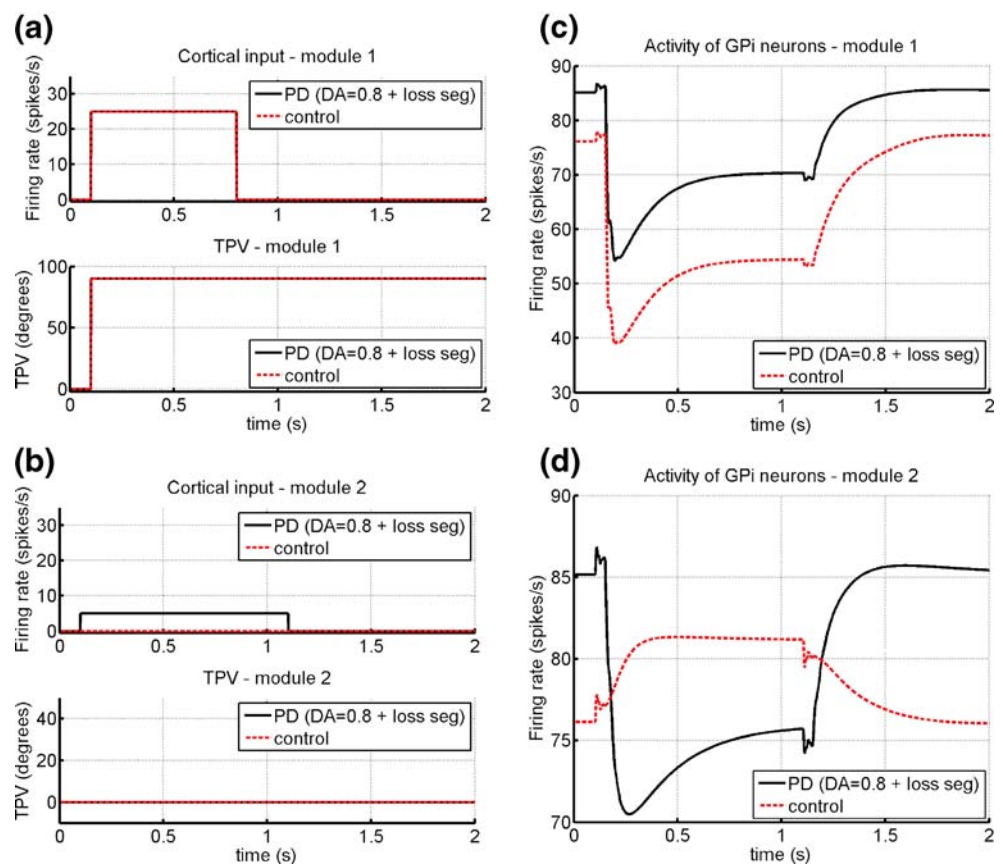 (a)
Cortical input - module 1
Firing rate (spikes/s)
30
20
10
0
PD (DA=0.8 + loss seg)
control
0 0.5 1 1.5 2
TPV - module 1
TPV (degrees)
100
50
0
PD (DA=0.8 + loss seg)
control
0 0.5 1 1.5 2
time (s)
(b)
Cortical input - module 2
Firing rate (spikes/s)
30
20
10
0
PD (DA=0.8 + loss seg)
control
0 0.5 1 1.5 2
TPV - module 2
TPV (degrees)
40
20
0
PD (DA=0.8 + loss seg)
control
0 0.5 1 1.5 2
time (s)
(c)
Activity of GPi neurons - module 1
Firing rate (spikes/s)
90
80
70
60
50
40
30
PD (DA=0.8 + loss seg)
control
0 0.5 1 1.5 2
time (s)
(d)
Activity of GPi neurons - module 2
Firing rate (spikes/s)
90
85
80
75
70
PD (DA=0.8 + loss seg)
control
0 0.5 1 1.5 2
time (s)